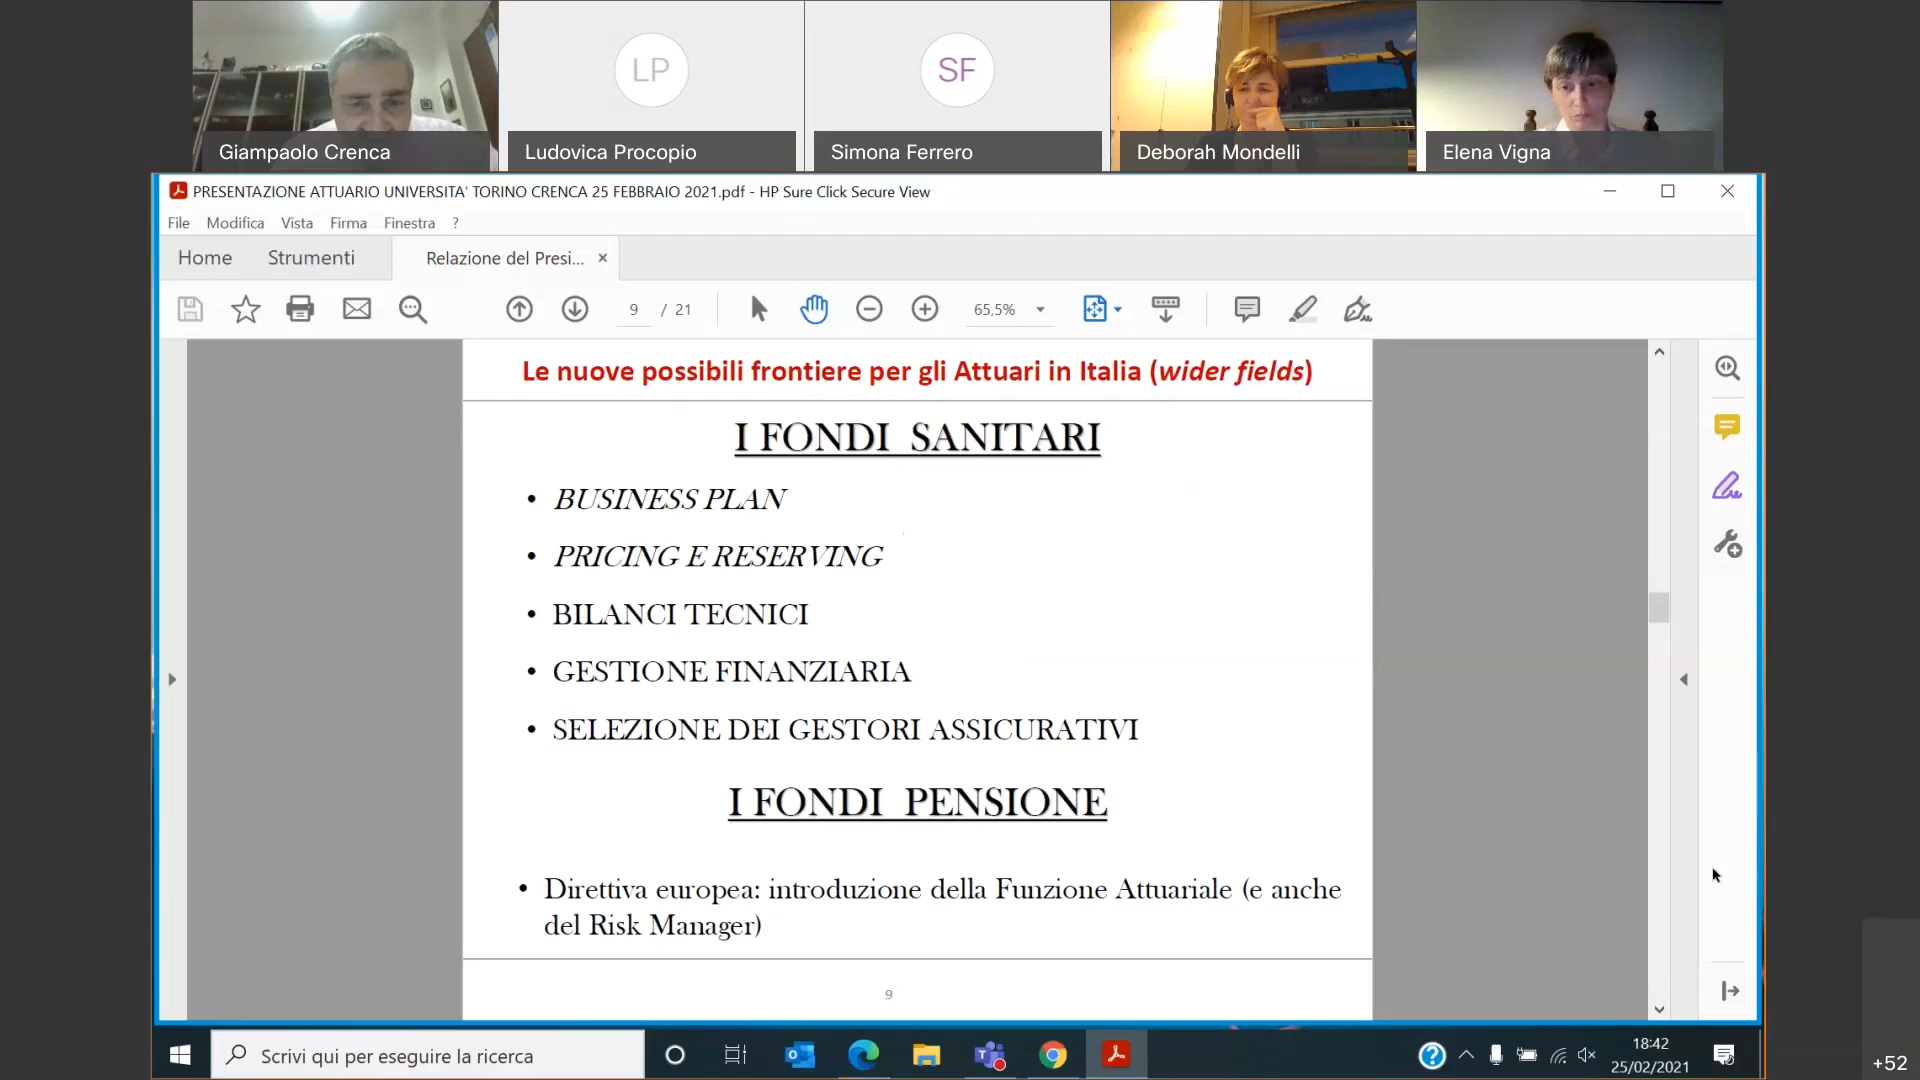 LP
SF
Giampaolo Crenca
Ludovica Procopio
Simona Ferrero
Deborah Mondelli
Elena Vigna
PRESENTAZIONE ATTUARIO UNIVERSITA' TORINO CRENCA 25 FEBBRAIO 2021.pdf - HP Sure Click Secure View
File Modifica Vista Firma Finestra ?
Home Strumenti Relazione del Presi... ×
9 / 21 65,5%
Le nuove possibili frontiere per gli Attuari in Italia (wider fields)
I FONDI SANITARI
• BUSINESS PLAN
• PRICING E RESERVING
• BILANCI TECNICI
• GESTIONE FINANZIARIA
• SELEZIONE DEI GESTORI ASSICURATIVI
I FONDI PENSIONE
• Direttiva europea: introduzione della Funzione Attuariale (e anche
del Risk Manager)
9
Scrivi qui per eseguire la ricerca
18:42
25/02/2021
+52